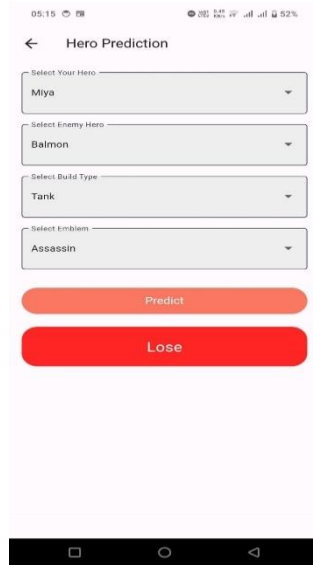 05:15 52%
Hero Prediction
Select Your Hero
Miya
Select Enemy Hero
Balmon
Select Build Type
Tank
Select Emblem
Assassin
Predict
Lose